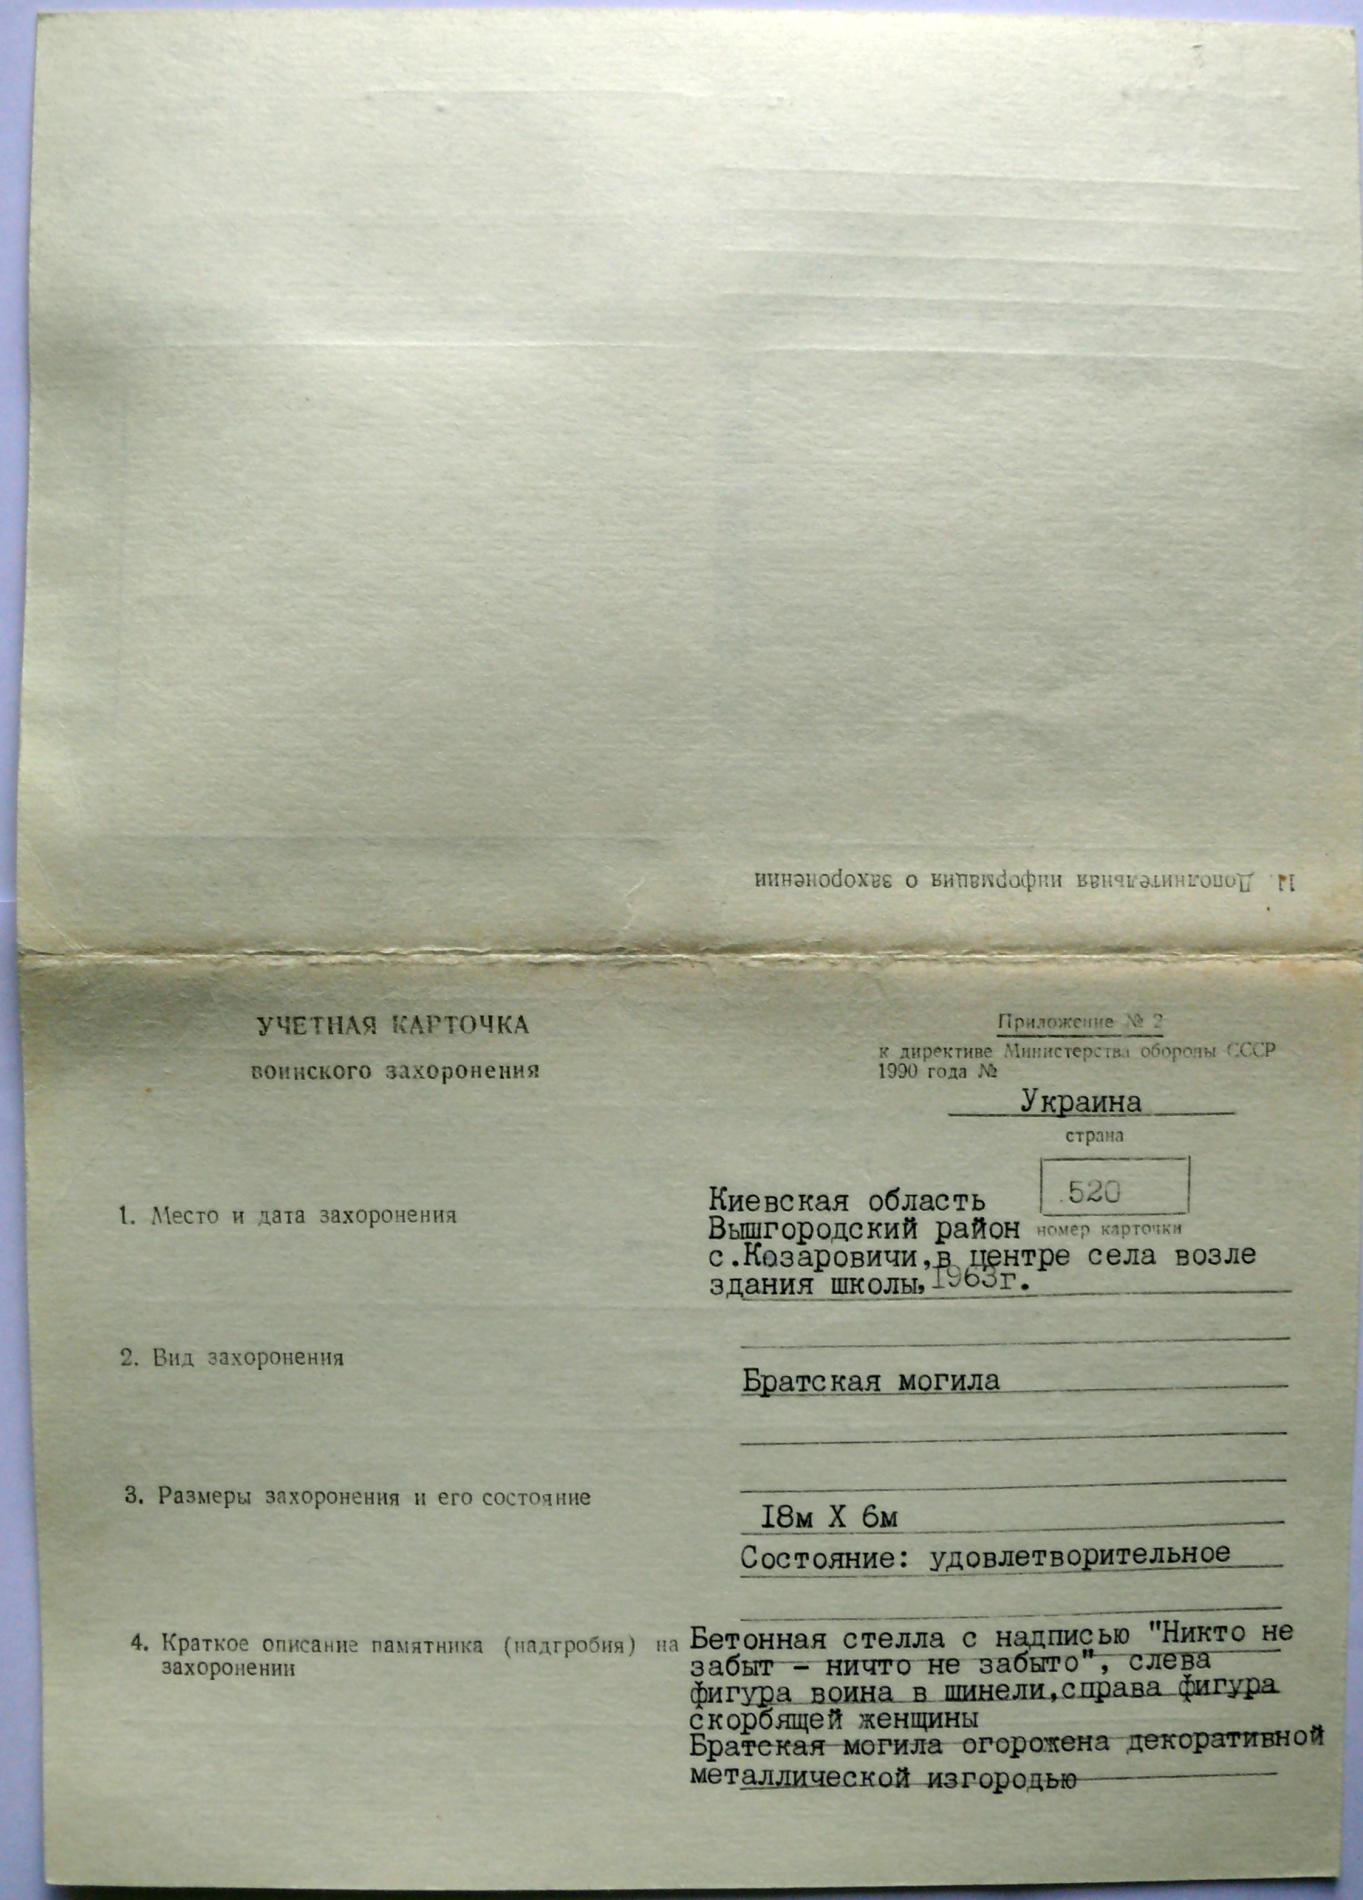 11. Дополнительная информация о захоронении
УЧЕТНАЯ КАРТОЧКА
воинского захоронения
Приложение № 2
к директиве Министерства обороны СССР
1990 года №
Украина
страна
520
номер карточки
1. Место и дата захоронения
Киевская область
Вышгородский район
с.Козаровичи,в центре села возле
здания школы,1963г.
2. Вид захоронения
Братская могила
3. Размеры захоронения и его состояние
18м X 6м
Состояние: удовлетворительное
4. Краткое описание памятника (надгробия) на
захоронении
Бетонная стелла с надписью "Никто не
забыт - ничто не забыто", слева
фигура воина в шинели,справа фигура
скорбящей женщины
Братская могила огорожена декоративной
металлической изгородью